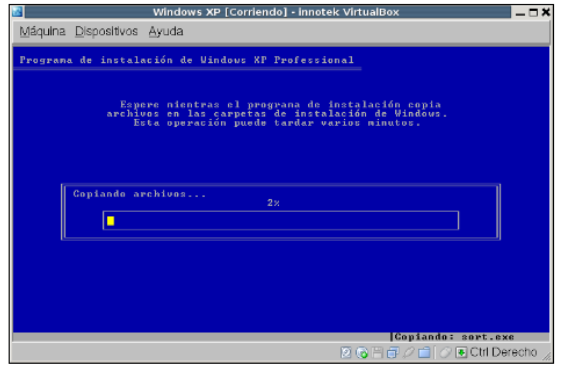 Windows XP [Corriendo] - innotek VirtualBox
Máquina Dispositivos Ayuda
Programa de instalación de Windows XP Professional
Espere mientras el programa de instalación copia
archivos en las carpetas de instalación de Windows.
Esta operación puede tardar varios minutos.
Copiando archivos...
2%
Copiando: sort.exe
Ctrl Derecho